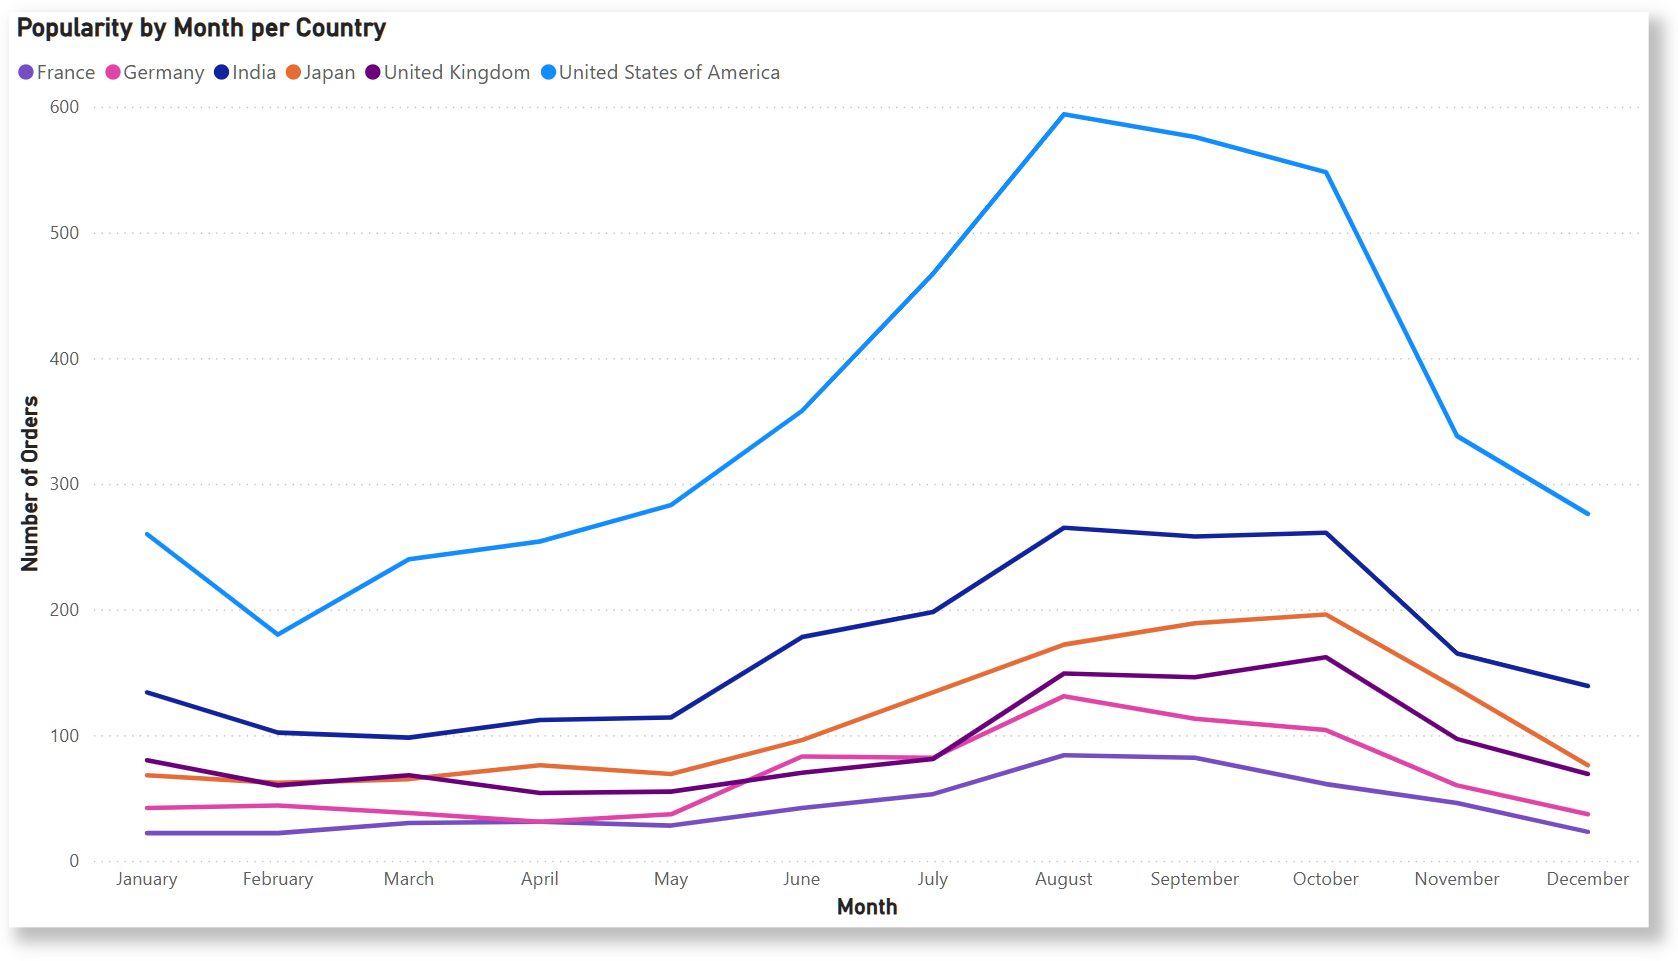 Popularity by Month per Country
France Germany India Japan United Kingdom United States of America
600
500
400
300
200
100
0
Number of Orders
January February March April May June July August September October November December
Month